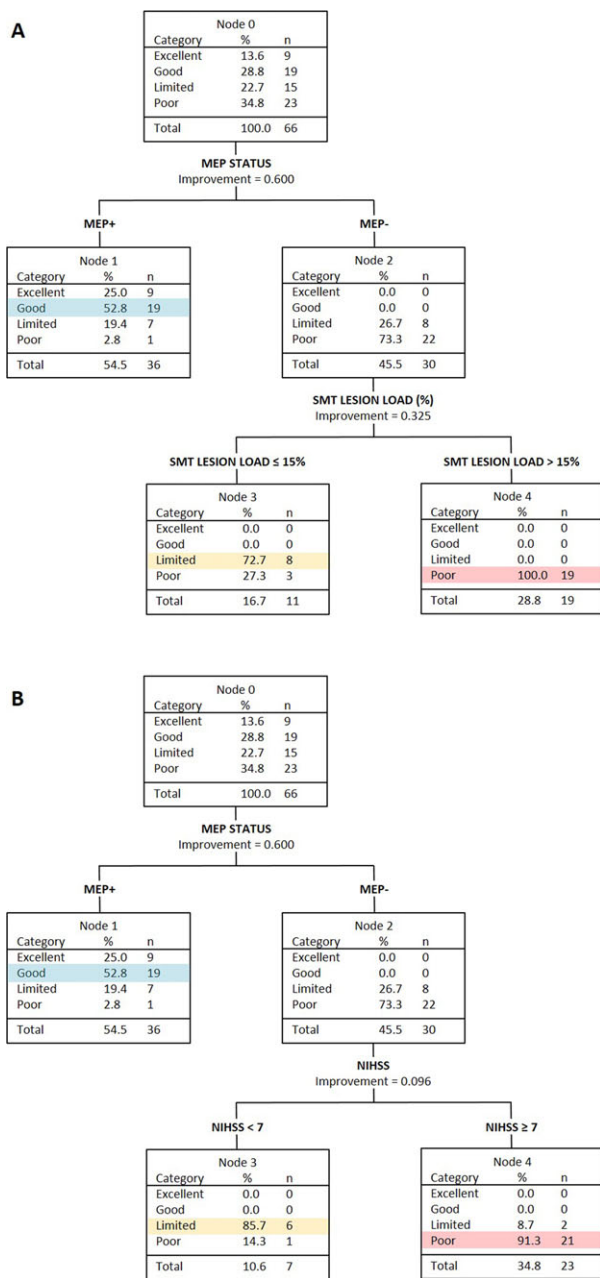 A
Node 0
Category % n
Excellent 13.6 9
Good 28.8 19
Limited 22.7 15
Poor 34.8 23
Total 100.0 66
MEP STATUS
Improvement = 0.600
MEP+ MEP-
Node 1
Category % n
Excellent 25.0 9
Good 52.8 19
Limited 19.4 7
Poor 2.8 1
Total 54.5 36
Node 2
Category % n
Excellent 0.0 0
Good 0.0 0
Limited 26.7 8
Poor 73.3 22
Total 45.5 30
SMT LESION LOAD (%)
Improvement = 0.325
SMT LESION LOAD ≤ 15% SMT LESION LOAD > 15%
Node 3
Category % n
Excellent 0.0 0
Good 0.0 0
Limited 72.7 8
Poor 27.3 3
Total 16.7 11
Node 4
Category % n
Excellent 0.0 0
Good 0.0 0
Limited 0.0 0
Poor 100.0 19
Total 28.8 19
B
Node 0
Category % n
Excellent 13.6 9
Good 28.8 19
Limited 22.7 15
Poor 34.8 23
Total 100.0 66
MEP STATUS
Improvement = 0.600
MEP+ MEP-
Node 1
Category % n
Excellent 25.0 9
Good 52.8 19
Limited 19.4 7
Poor 2.8 1
Total 54.5 36
Node 2
Category % n
Excellent 0.0 0
Good 0.0 0
Limited 26.7 8
Poor 73.3 22
Total 45.5 30
NIHSS
Improvement = 0.096
NIHSS < 7 NIHSS ≥ 7
Node 3
Category % n
Excellent 0.0 0
Good 0.0 0
Limited 85.7 6
Poor 14.3 1
Total 10.6 7
Node 4
Category % n
Excellent 0.0 0
Good 0.0 0
Limited 8.7 2
Poor 91.3 21
Total 34.8 23